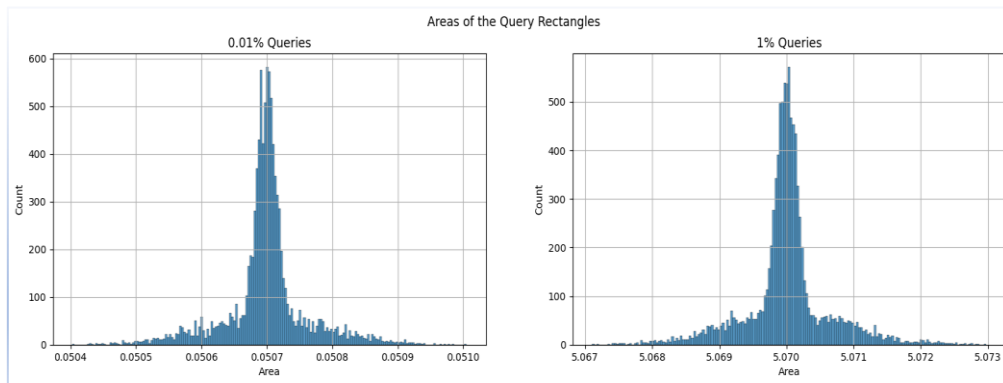 Areas of the Query Rectangles
0.01% Queries
1% Queries
600
500
400
300
200
100
0
Count
0.0504 0.0505 0.0506 0.0507 0.0508 0.0509 0.0510
Area
500
400
300
200
100
0
Count
5.067 5.068 5.069 5.070 5.071 5.072 5.073
Area